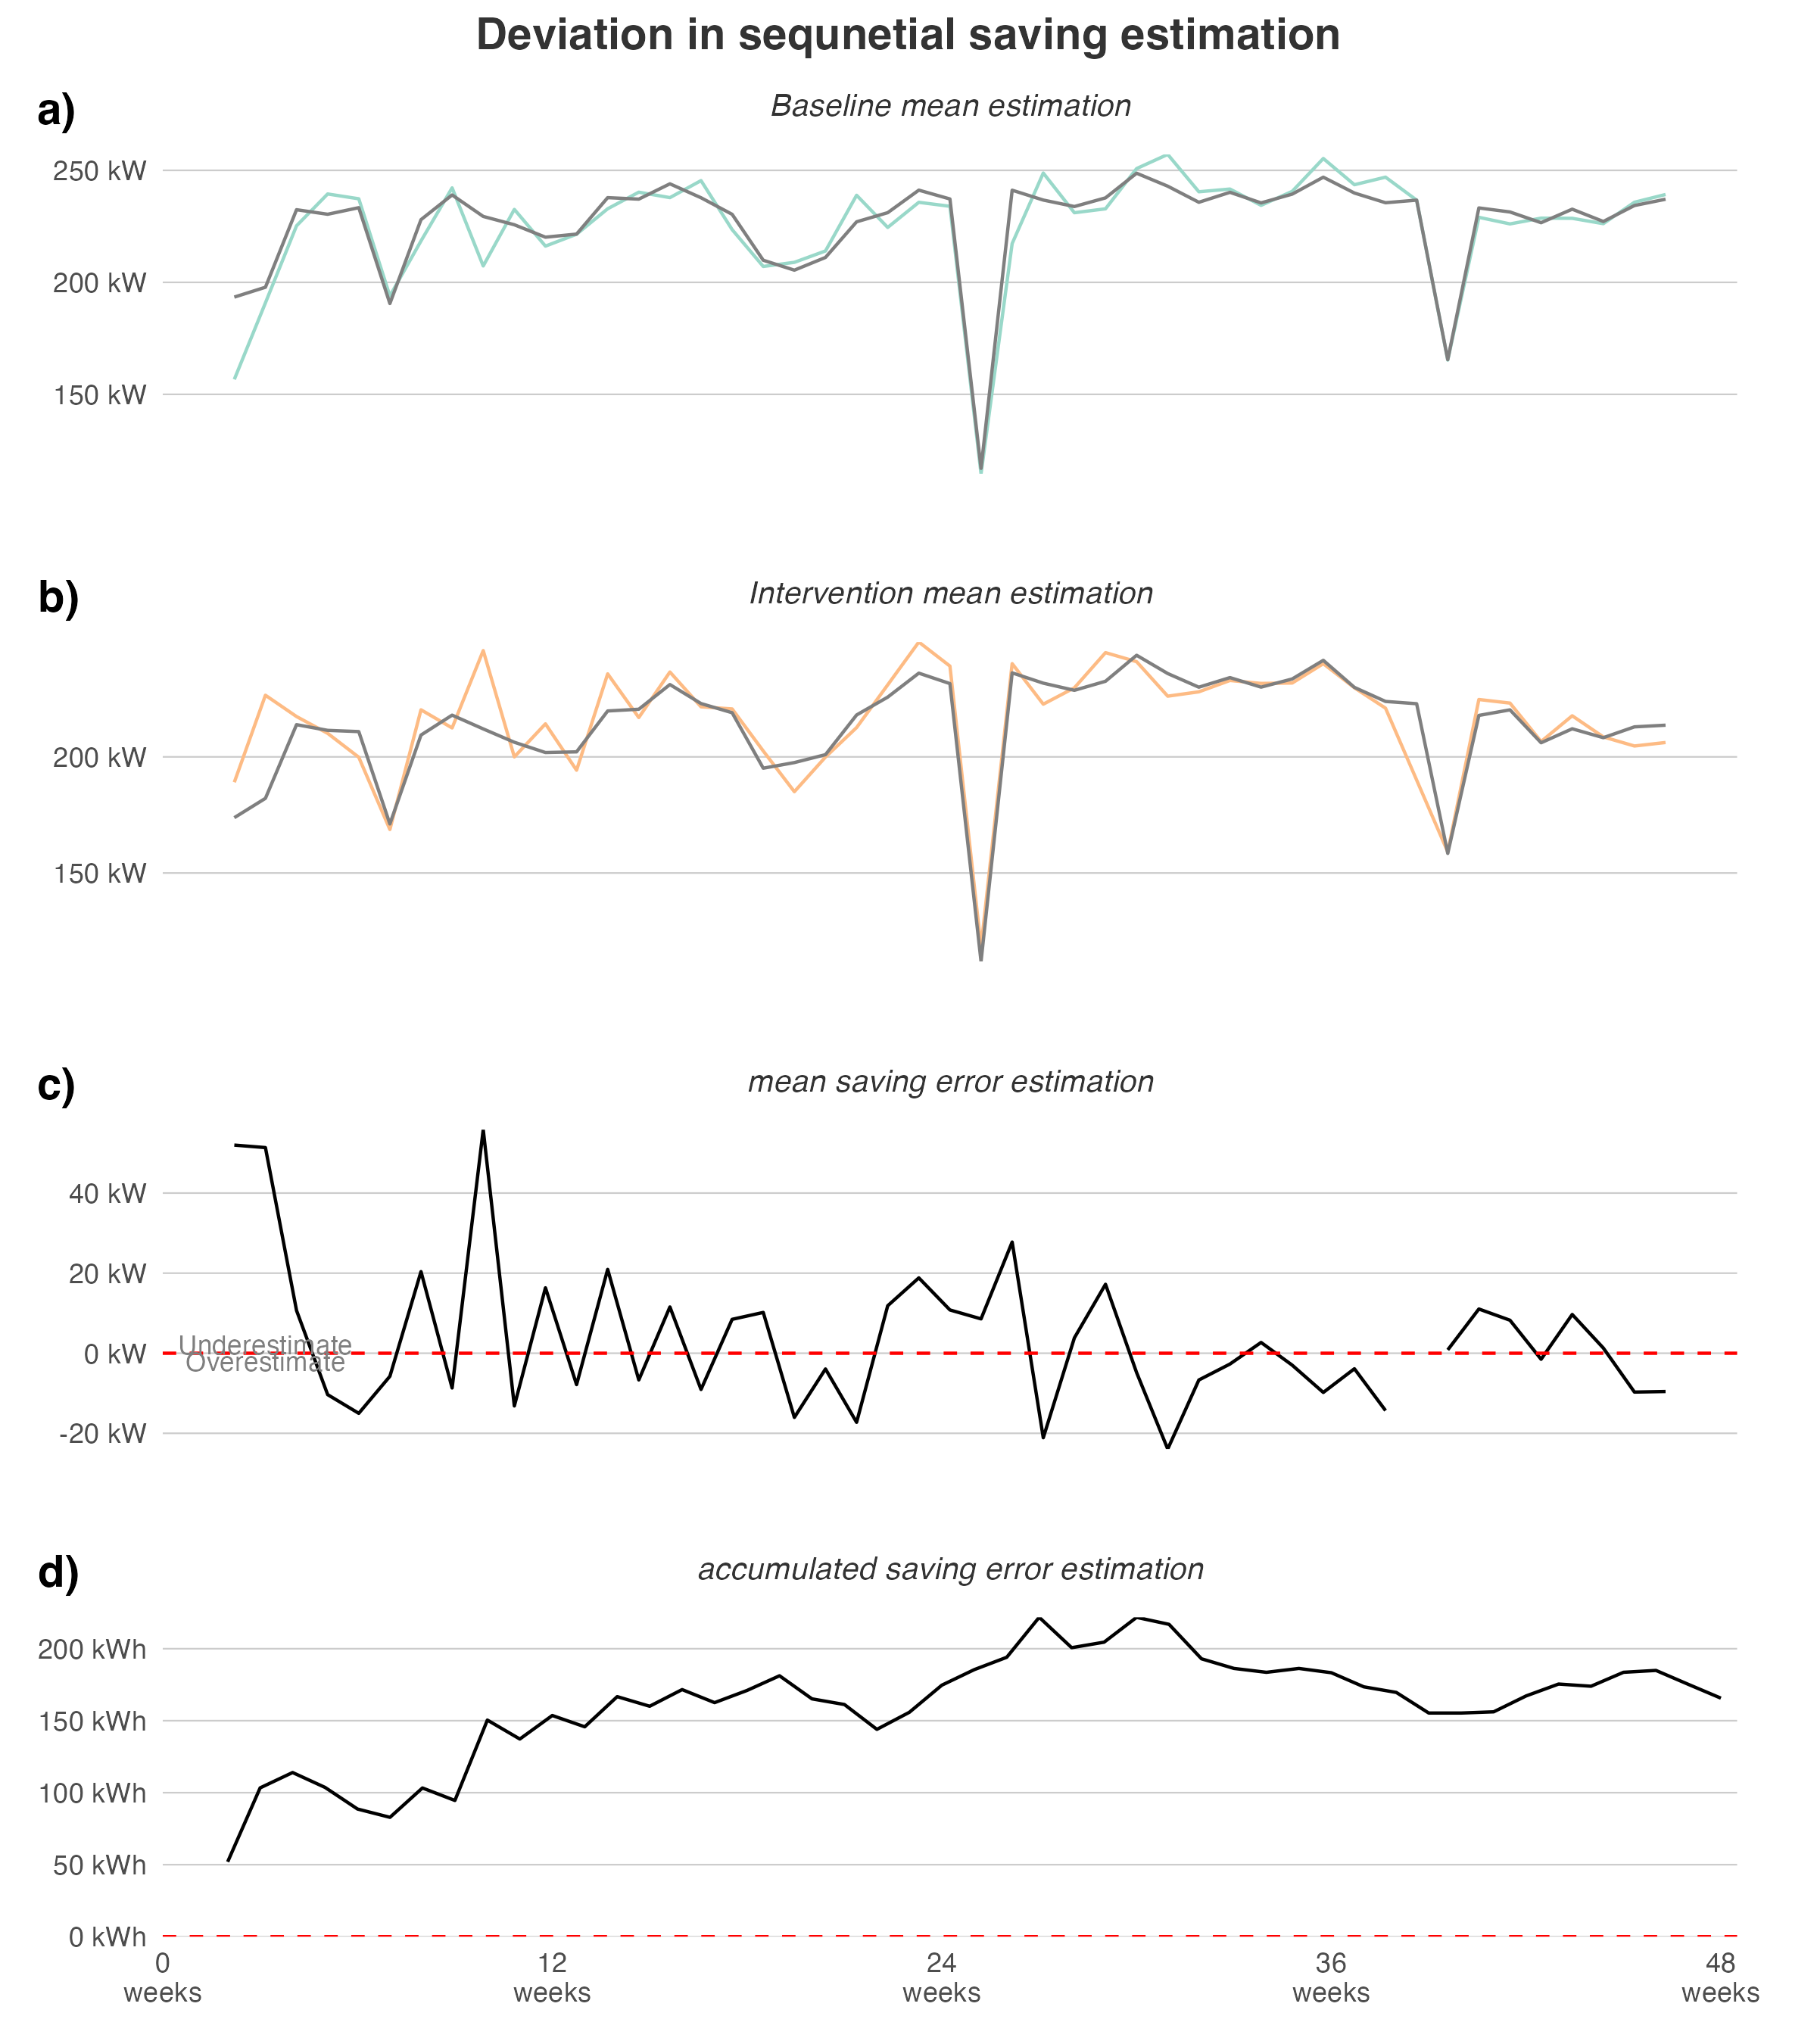 Deviation in sequnetial saving estimation
a)
Baseline mean estimation
250 kW
200 kW
150 kW
b)
Intervention mean estimation
200 kW
150 kW
c)
mean saving error estimation
40 kW
20 kW
Underestimate
0 kW
Overestimate
-20 kW
d)
accumulated saving error estimation
200 kWh
150 kWh
100 kWh
50 kWh
0 kWh
0 12 24 36 48
weeks weeks weeks weeks weeks